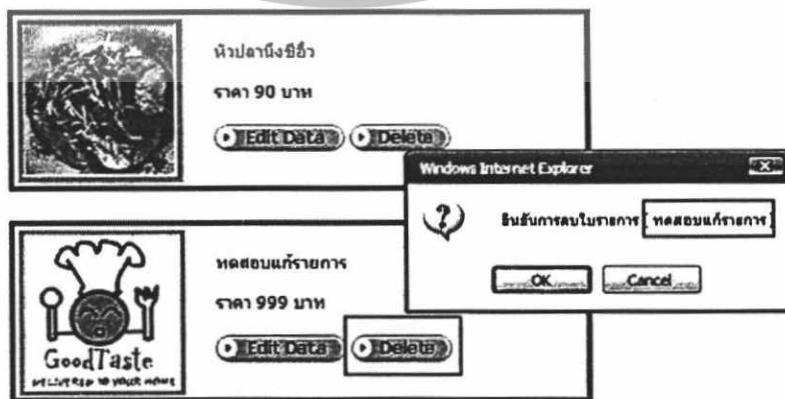 หัวปลานึ่งซีอิ้ว
ราคา 90 บาท
Edit Data Delete
Windows Internet Explorer
ยืนยันการลบใบรายการ [ ทดสอบแก้รายการ ]
OK Cancel
ทดสอบแก้รายการ
ราคา 999 บาท
Edit Data Delete
GoodTaste
DELIVERED TO YOUR HOME